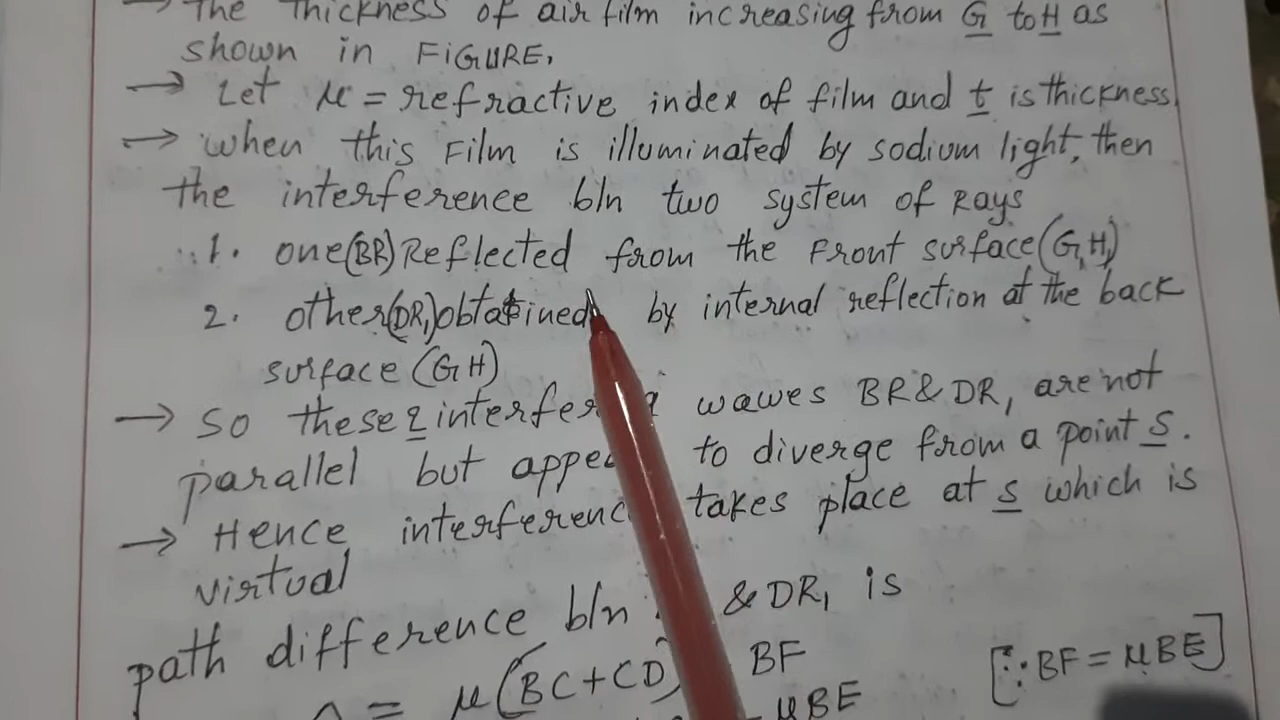 → The thickness of air film increasing from G to H as
shown in FIGURE,
→ Let μ = refractive index of film and t is thickness
→ when this Film is illuminated by sodium light, then
the interference b/n two system of Rays
1. one(BR)Reflected from the Front surface(G₁H₁)
2. other(DR₁)obtained by internal reflection at the back
surface (GH)
→ So these 2 wawes BR & DR₁ are not
parallel but to diverge from a point S.
→ Hence takes place at S which is
virtual
path difference b/n & DR₁ is
Δ = μ(BC+CD) BF
- μBE [∵ BF = μBE]